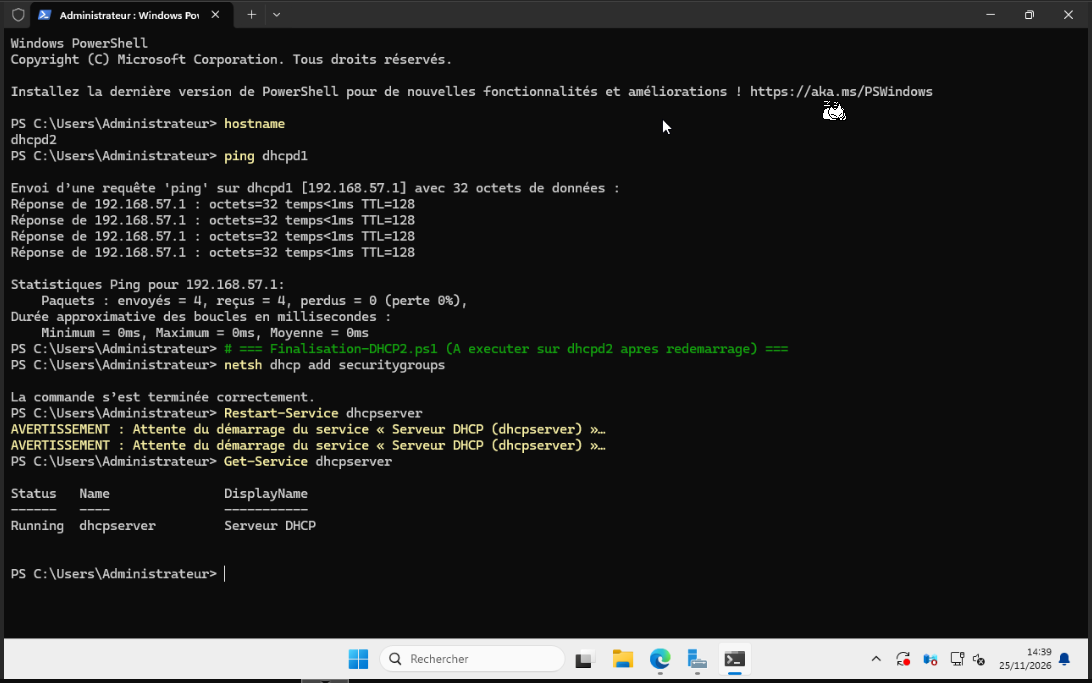 Administrateur : Windows Pov
Windows PowerShell
Copyright (C) Microsoft Corporation. Tous droits réservés.
Installez la dernière version de PowerShell pour de nouvelles fonctionnalités et améliorations ! https://aka.ms/PSWindows
PS C:\Users\Administrateur> hostname
dhcpd2
PS C:\Users\Administrateur> ping dhcpd1
Envoi d’une requête 'ping' sur dhcpd1 [192.168.57.1] avec 32 octets de données :
Réponse de 192.168.57.1 : octets=32 temps<1ms TTL=128
Réponse de 192.168.57.1 : octets=32 temps<1ms TTL=128
Réponse de 192.168.57.1 : octets=32 temps<1ms TTL=128
Réponse de 192.168.57.1 : octets=32 temps<1ms TTL=128
Statistiques Ping pour 192.168.57.1:
    Paquets : envoyés = 4, reçus = 4, perdus = 0 (perte 0%),
Durée approximative des boucles en millisecondes :
    Minimum = 0ms, Maximum = 0ms, Moyenne = 0ms
PS C:\Users\Administrateur> # === Finalisation-DHCP2.ps1 (A executer sur dhcpd2 apres redemarrage) ===
PS C:\Users\Administrateur> netsh dhcp add securitygroups
La commande s’est terminée correctement.
PS C:\Users\Administrateur> Restart-Service dhcpserver
AVERTISSEMENT : Attente du démarrage du service « Serveur DHCP (dhcpserver) »…
AVERTISSEMENT : Attente du démarrage du service « Serveur DHCP (dhcpserver) »…
PS C:\Users\Administrateur> Get-Service dhcpserver
Status   Name               DisplayName
------   ----               -----------
Running  dhcpserver         Serveur DHCP
PS C:\Users\Administrateur>
Rechercher
14:39
25/11/2026